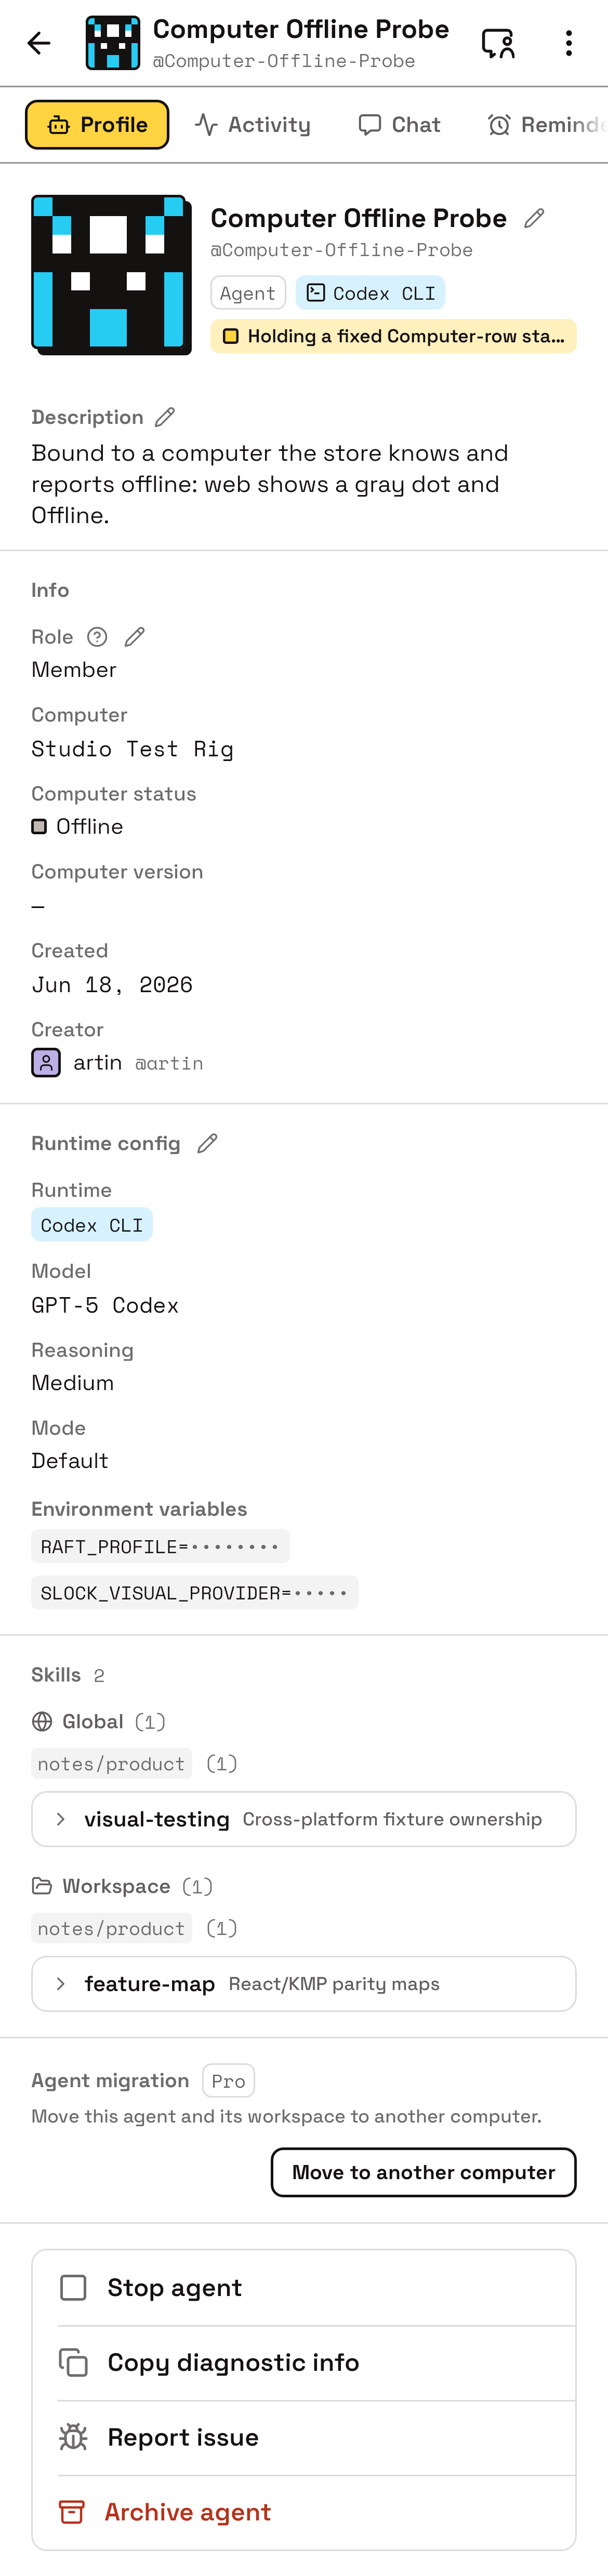 Computer Offline Probe
@Computer-Offline-Probe
Profile
Activity
Chat
Reminde
Computer Offline Probe
@Computer-Offline-Probe
Agent
Codex CLI
Holding a fixed Computer-row sta...
Description
Bound to a computer the store knows and
reports offline: web shows a gray dot and
Offline.
Info
Role
Member
Computer
Studio Test Rig
Computer status
Offline
Computer version
—
Created
Jun 18, 2026
Creator
artin @artin
Runtime config
Runtime
Codex CLI
Model
GPT-5 Codex
Reasoning
Medium
Mode
Default
Environment variables
RAFT_PROFILE=••••••••
SLOCK_VISUAL_PROVIDER=•••••
Skills 2
Global (1)
notes/product (1)
visual-testing Cross-platform fixture ownership
Workspace (1)
notes/product (1)
feature-map React/KMP parity maps
Agent migration Pro
Move this agent and its workspace to another computer.
Move to another computer
Stop agent
Copy diagnostic info
Report issue
Archive agent